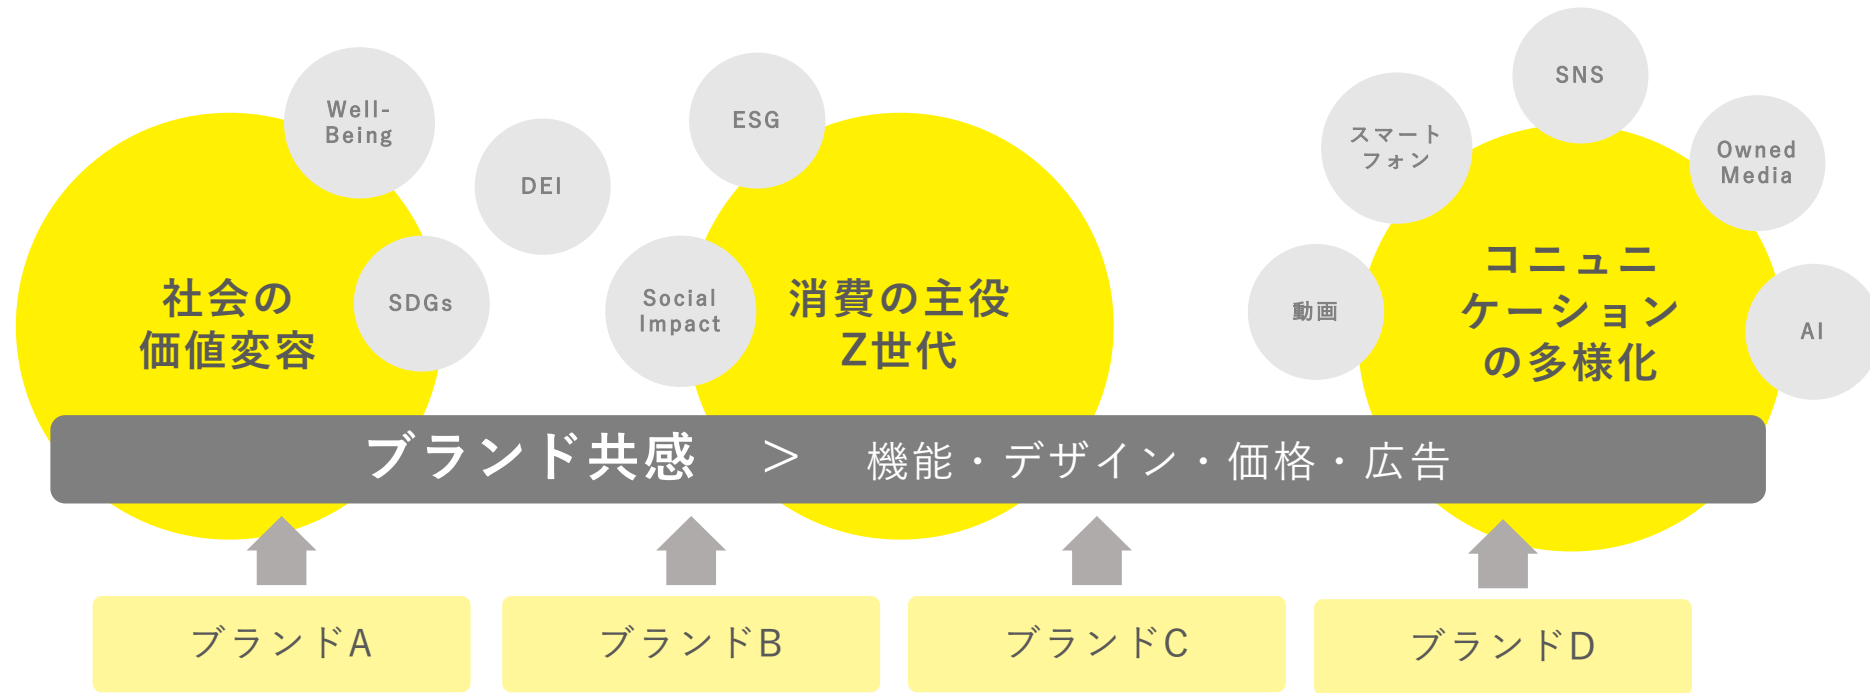 Well-
Being
DEI
SDGs
社会の
価値変容
ESG
Social
Impact
消費の主役
Z世代
SNS
スマート
フォン
Owned
Media
動画
AI
コニュニ
ケーション
の多様化
ブランド共感 > 機能・デザイン・価格・広告
ブランドA
ブランドB
ブランドC
ブランドD